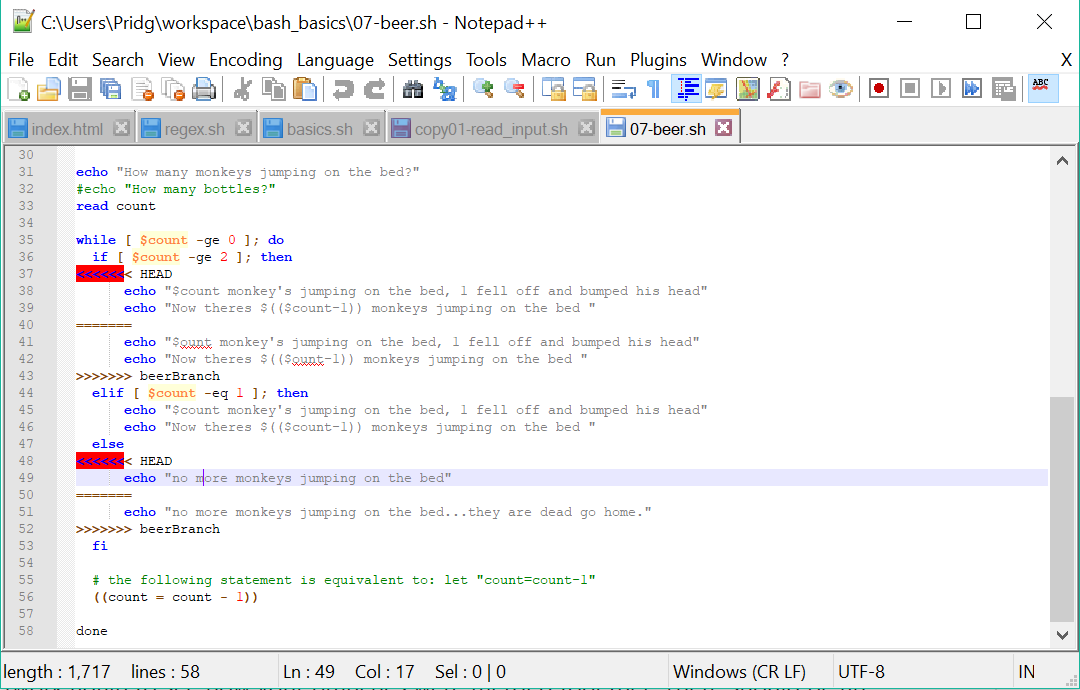 C:\Users\Pridg\workspace\bash_basics\07-beer.sh - Notepad++
File Edit Search View Encoding Language Settings Tools Macro Run Plugins Window ? X
ABC
index.html regex.sh basics.sh copy01-read_input.sh 07-beer.sh
30
31 echo "How many monkeys jumping on the bed?"
32 #echo "How many bottles?"
33 read count
34
35 while [ $count -ge 0 ]; do
36 if [ $count -ge 2 ]; then
37 <<<<<<< HEAD
38 echo "$count monkey's jumping on the bed, 1 fell off and bumped his head"
39 echo "Now theres $(($count-1)) monkeys jumping on the bed "
40 =======
41 echo "$ount monkey's jumping on the bed, 1 fell off and bumped his head"
42 echo "Now theres $(($ount-1)) monkeys jumping on the bed "
43 >>>>>>> beerBranch
44 elif [ $count -eq 1 ]; then
45 echo "$count monkey's jumping on the bed, 1 fell off and bumped his head"
46 echo "Now theres $(($count-1)) monkeys jumping on the bed "
47 else
48 <<<<<<< HEAD
49 echo "no more monkeys jumping on the bed"
50 =======
51 echo "no more monkeys jumping on the bed...they are dead go home."
52 >>>>>>> beerBranch
53 fi
54
55 # the following statement is equivalent to: let "count=count-1"
56 ((count = count - 1))
57
58 done
length : 1,717 lines : 58 Ln : 49 Col : 17 Sel : 0 | 0 Windows (CR LF) UTF-8 IN